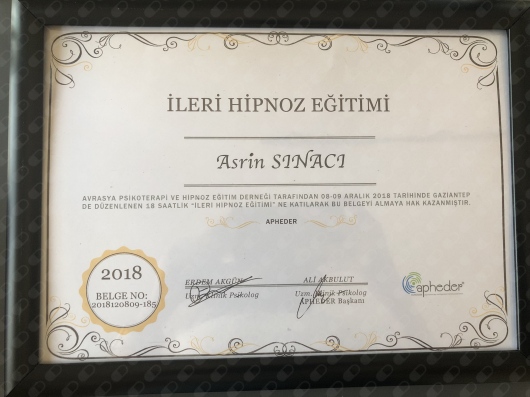 İLERİ HİPNOZ EĞİTİMİ
Asrin SINACI
AVRASYA PSİKOTERAPİ VE HİPNOZ EĞİTİM DERNEĞİ TARAFINDAN 08-09 ARALIK 2018 TARİHİNDE GAZİANTEP
DE DÜZENLENEN 18 SAATLİK "İLERİ HİPNOZ EĞİTİMİ" NE KATILARAK BU BELGEYİ ALMAYA HAK KAZANMIŞTIR.
APHEDER
2018
BELGE NO:
2018120809-185
ERDEM AKGÜN
Uzm. Klinik Psikolog
ALİ AKBULUT
Uzm. Klinik Psikolog
APHEDER Başkanı
apheder